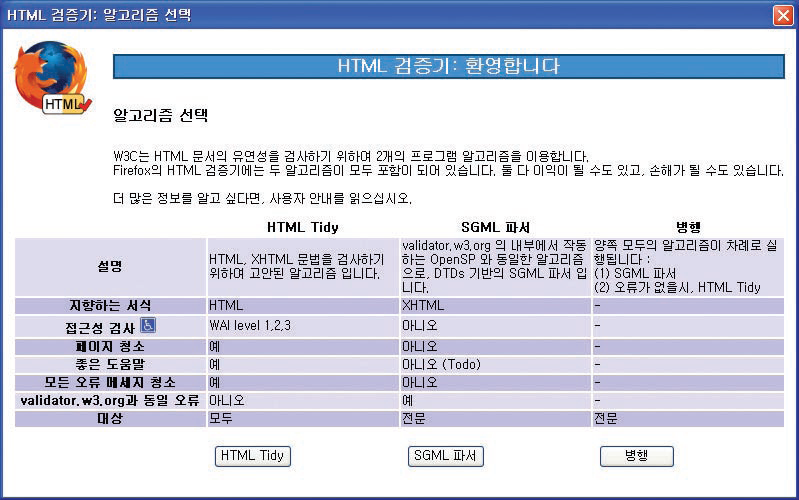 HTML 검증기: 알고리즘 선택
HTML
HTML 검증기: 환영합니다
알고리즘 선택
W3C는 HTML 문서의 유연성을 검사하기 위하여 2개의 프로그램 알고리즘을 이용합니다.
Firefox의 HTML 검증기에는 두 알고리즘이 모두 포함이 되어 있습니다. 둘 다 이익이 될 수도 있고, 손해가 될 수도 있습니다.
더 많은 정보를 알고 싶다면, 사용자 안내를 읽으십시오.
HTML Tidy SGML 파서 병행
설명 HTML, XHTML 문법을 검사하기 위하여 고안된 알고리즘 입니다. validator.w3.org 의 내부에서 작동하는 OpenSP 와 동일한 알고리즘으로, DTDs 기반의 SGML 파서 입니다. 양쪽 모두의 알고리즘이 차례로 실행됩니다 : (1) SGML 파서 (2) 오류가 없을시, HTML Tidy
지향하는 서식 HTML XHTML -
접근성 검사 WAI level 1,2,3 아니오 -
페이지 청소 예 아니오 -
좋은 도움말 예 아니오 (Todo) -
모든 오류 메세지 청소 예 아니오 -
validator.w3.org과 동일 오류 아니오 예 -
대상 모두 전문 전문
HTML Tidy SGML 파서 병행